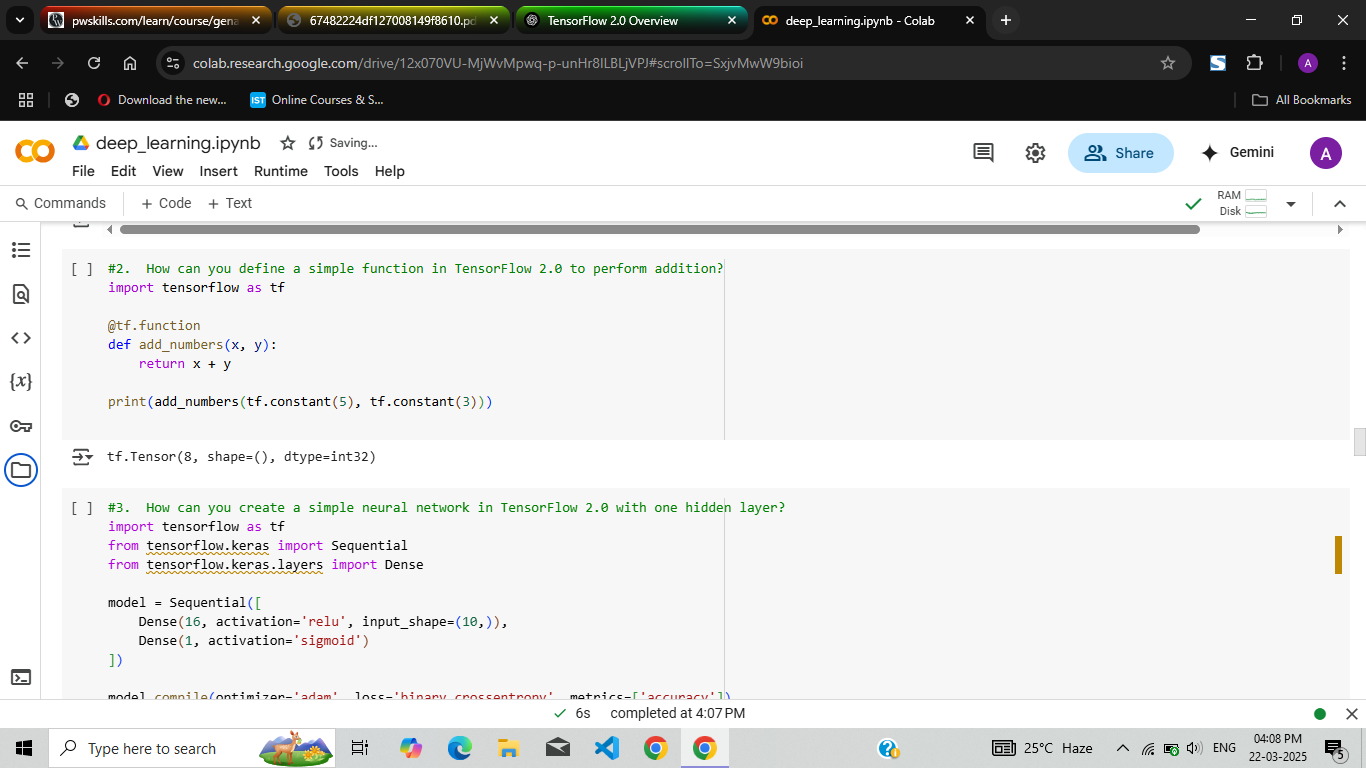 pwskills.com/learn/course/gena
67482224df127008149f8610.pd
TensorFlow 2.0 Overview
deep_learning.ipynb - Colab
colab.research.google.com/drive/12x070VU-MjWvMpwq-p-unHr8ILBLjVPJ#scrollTo=SxjvMwW9bioi
S
A
Download the new...
IST
Online Courses & S...
All Bookmarks
deep_learning.ipynb
Saving...
File Edit View Insert Runtime Tools Help
Share
Gemini
A
Commands
+ Code + Text
RAM
Disk
[ ] #2. How can you define a simple function in TensorFlow 2.0 to perform addition?
import tensorflow as tf
@tf.function
def add_numbers(x, y):
return x + y
print(add_numbers(tf.constant(5), tf.constant(3)))
tf.Tensor(8, shape=(), dtype=int32)
[ ] #3. How can you create a simple neural network in TensorFlow 2.0 with one hidden layer?
import tensorflow as tf
from tensorflow.keras import Sequential
from tensorflow.keras.layers import Dense
model = Sequential([
Dense(16, activation='relu', input_shape=(10,)),
Dense(1, activation='sigmoid')
])
model.compile(optimizer='adam', loss='binary_crossentropy', metrics=['accuracy'])
6s completed at 4:07 PM
Type here to search
25°C Haze
ENG
04:08 PM
22-03-2025
5